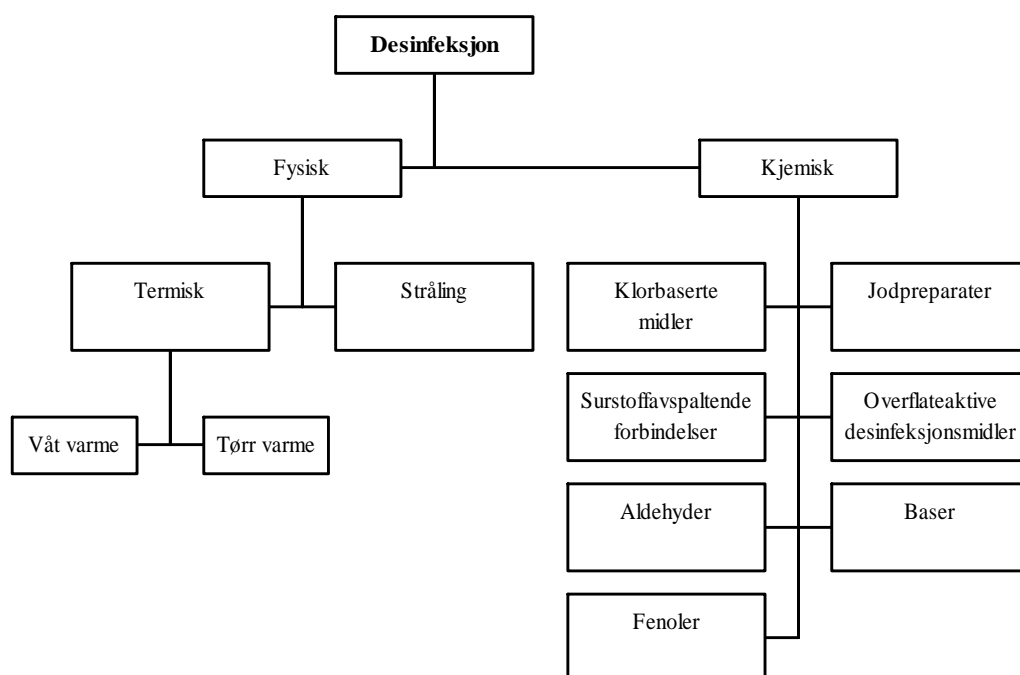 Desinfeksjon
Fysisk
Kjemisk
Termisk
Stråling
Klorbaserte
midler
Jodpreparater
Surstoffavspaltende
forbindelser
Overflateaktive
desinfeksjonsmidler
Våt varme
Tørr varme
Aldehyder
Baser
Fenoler